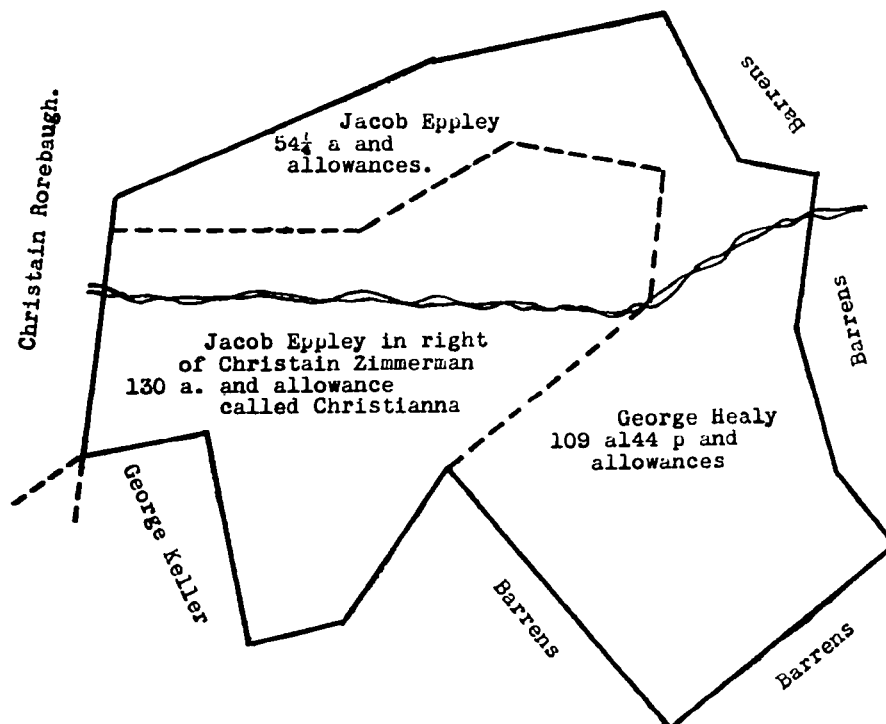 Christain Rorebaugh.
Jacob Eppley
54¼ a and
allowances.
Barrens
Jacob Eppley in right
of Christain Zimmerman
130 a. and allowance
called Christianna
Barrens
George Healy
109 a144 p and
allowances
George Keller
Barrens
Barrens